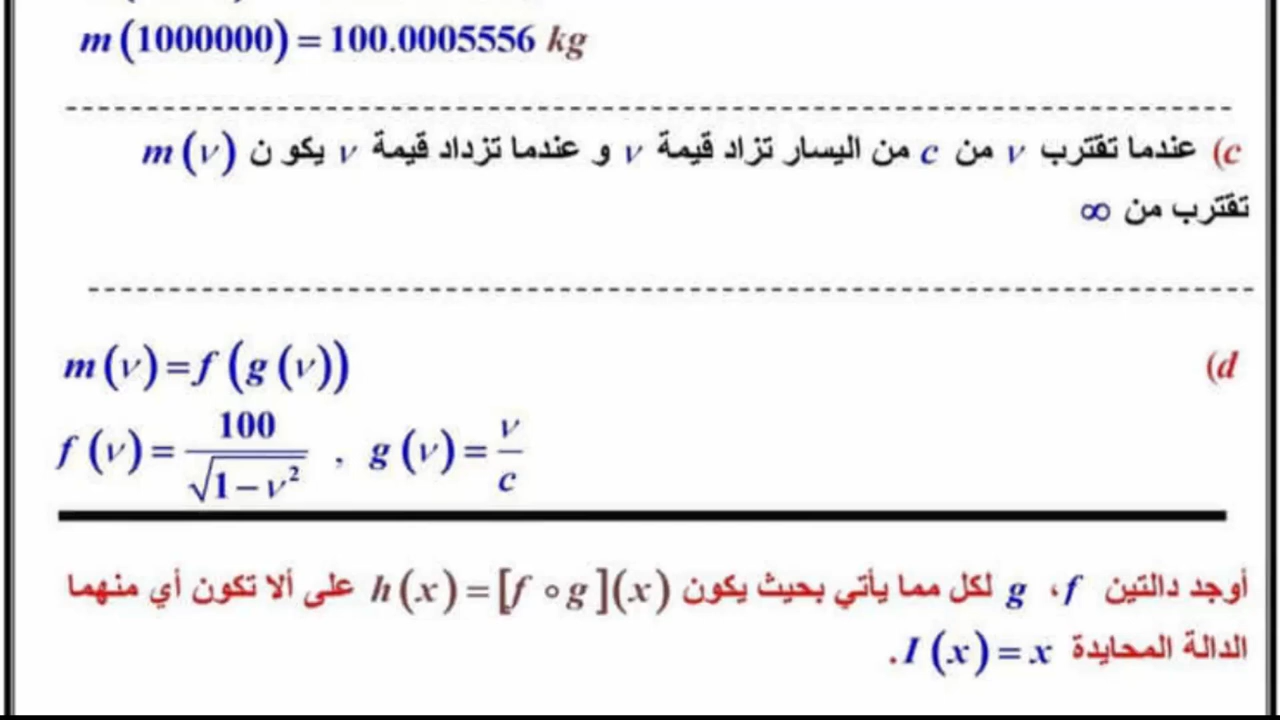 m(1000000) = 100.0005556 kg
c) عندما تقترب v من c من اليسار تزاد قيمة v و عندما تزداد قيمة v يكون m(v)
تقترب من ∞
d) m(v) = f(g(v))
f(v) = 100/√(1−v²) , g(v) = v/c
أوجد دالتين f، g لكل مما يأتي بحيث يكون h(x) = [f ∘ g](x) على ألا تكون أي منهما
الدالة المحايدة I(x) = x.